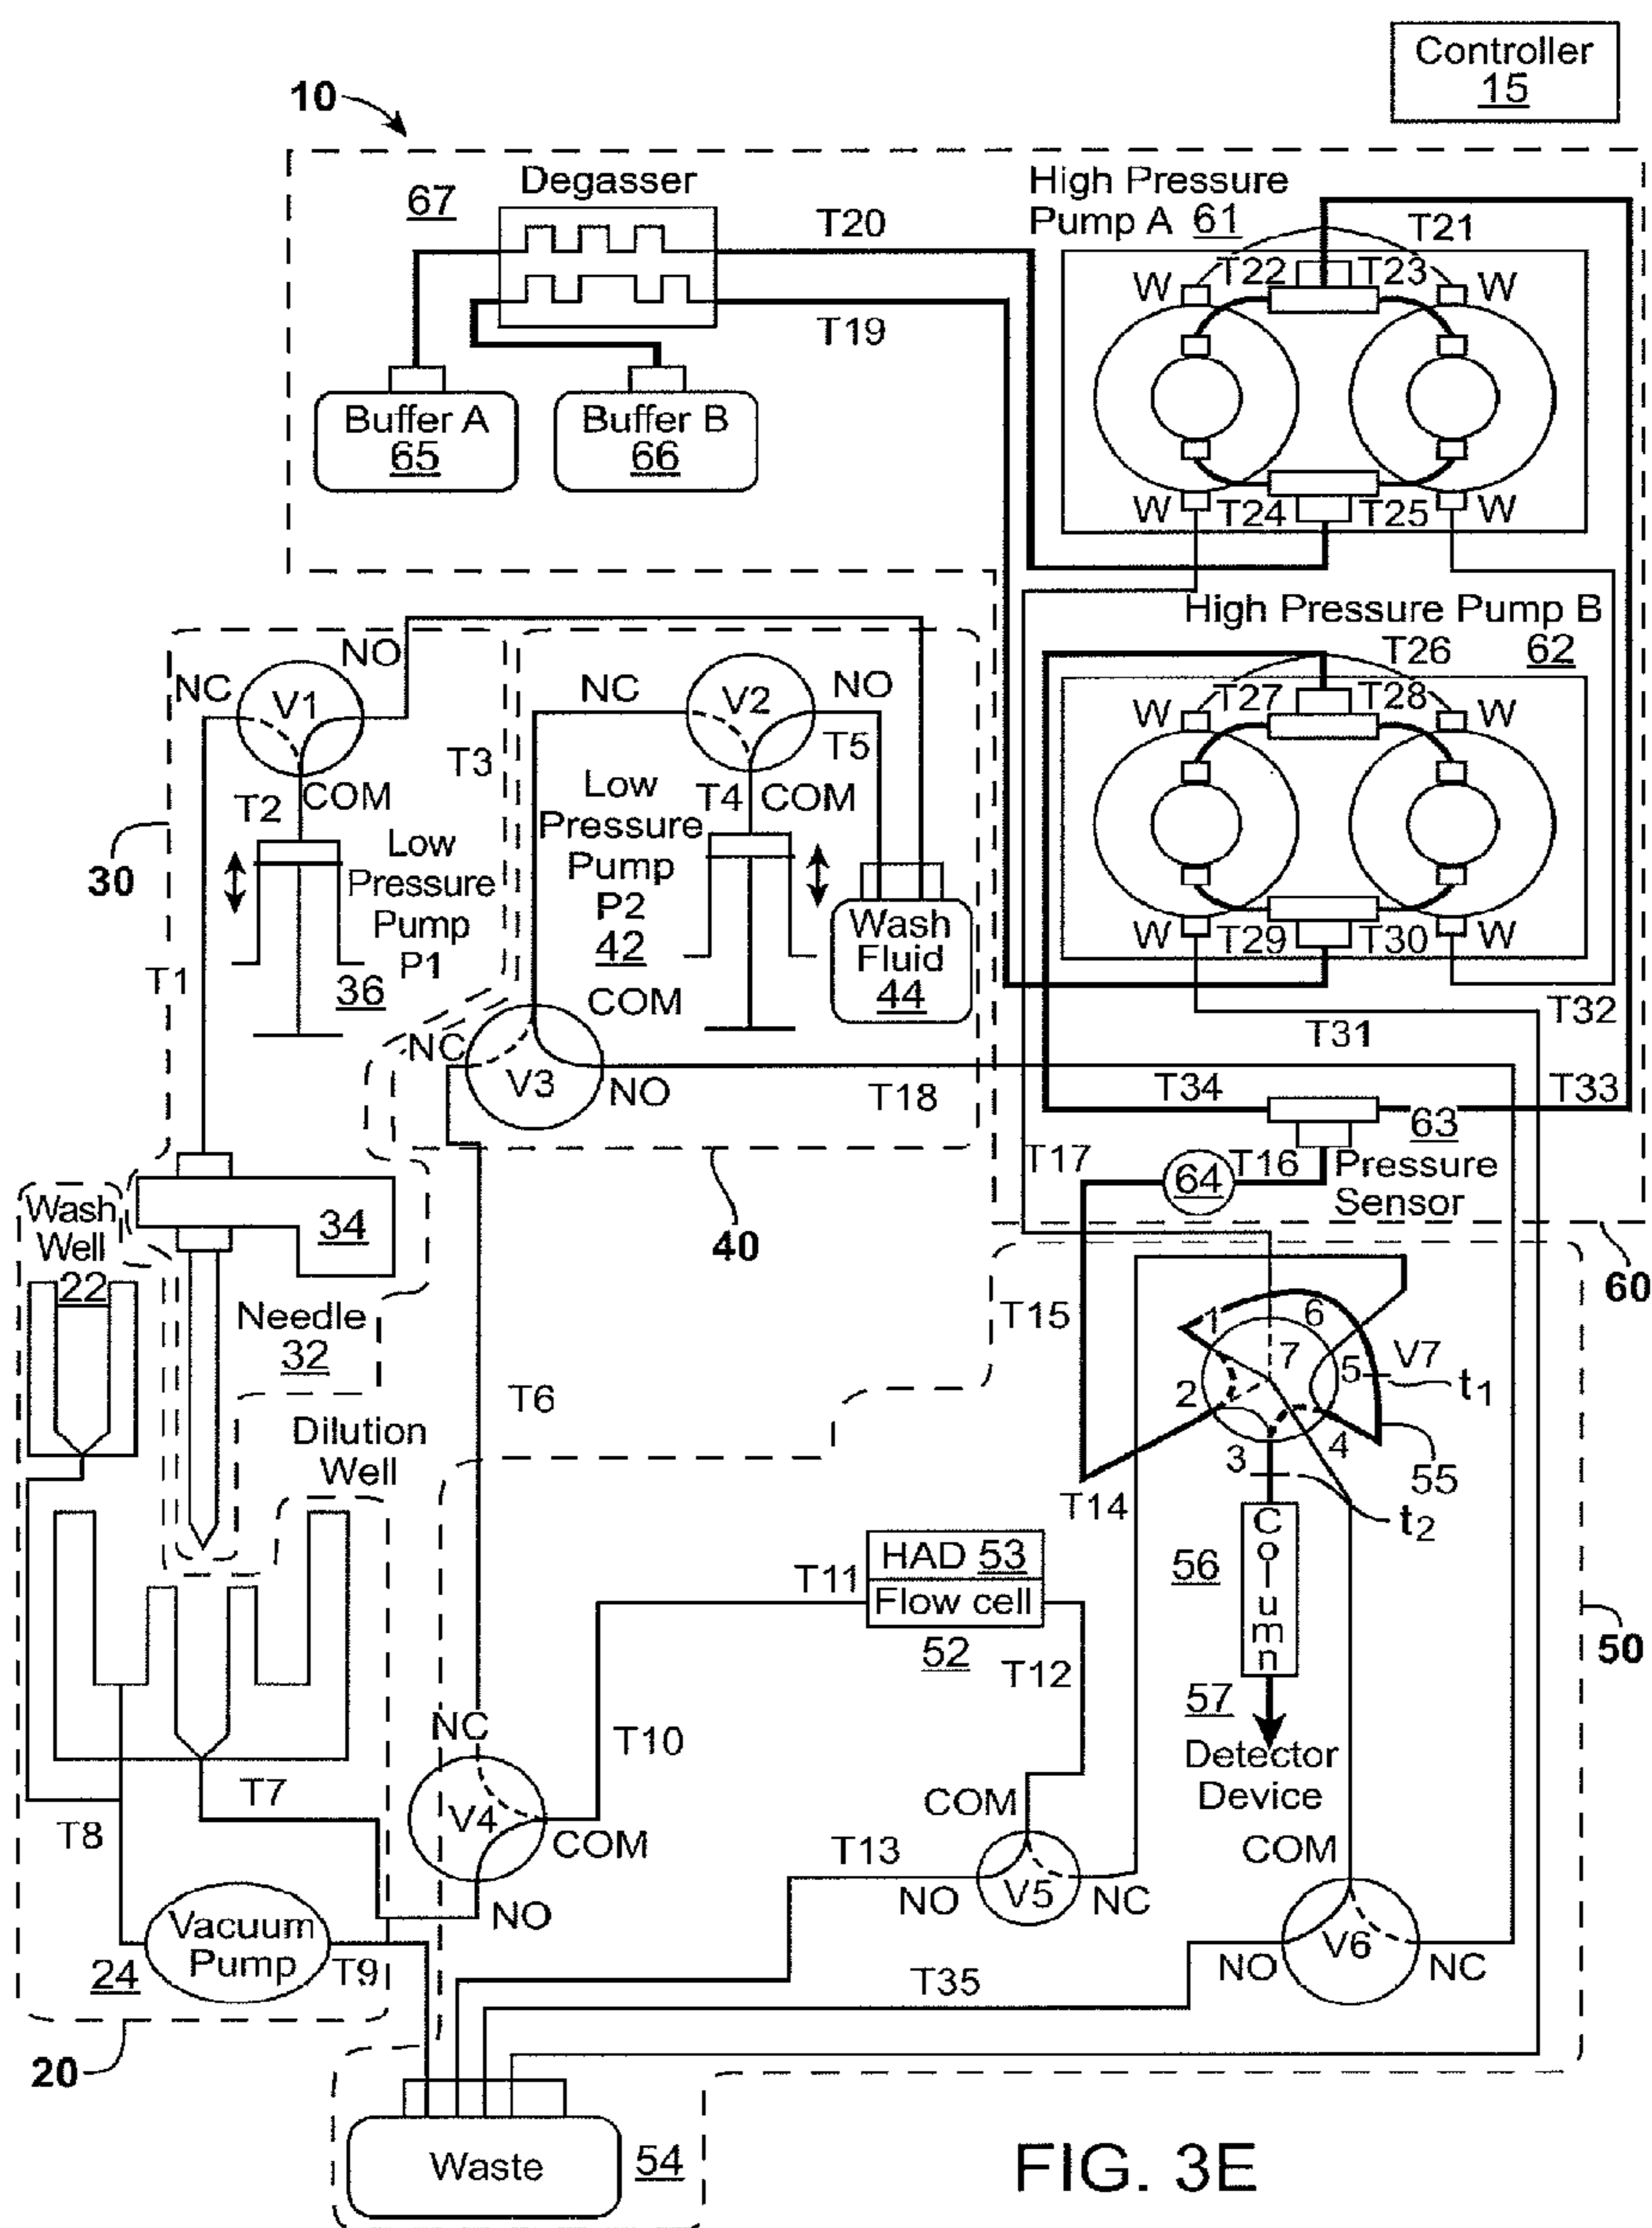 Controller
15
10
Degasser
67
T20
T19
Buffer A
65
Buffer B
66
High Pressure
Pump A 61
T21
W
T22
T23
W
W
T24
T25
W
High Pressure Pump B
62
T26
W
T27
T28
W
W
T29
T30
W
T32
T31
NO
NC
V1
COM
T2
T3
30
Low
Pressure
Pump
P1
36
T1
NC
V2
NO
T5
T4
COM
Low
Pressure
Pump
P2
42
COM
Wash
Fluid
44
NC
V3
NO
T18
T34
T33
63
Pressure
Sensor
T17
64
T16
40
60
Wash
Well
22
34
Needle
32
Dilution
Well
T6
T15
1
6
7
5
V7
t1
2
3
4
55
T14
t2
Column
56
57
Detector
Device
50
T11
HAD 53
Flow cell
52
T12
NC
T10
V4
COM
NO
T7
T8
COM
T13
NO
V5
NC
COM
V6
NO
NC
Vacuum
Pump
24
T9
T35
20
Waste
54
FIG. 3E